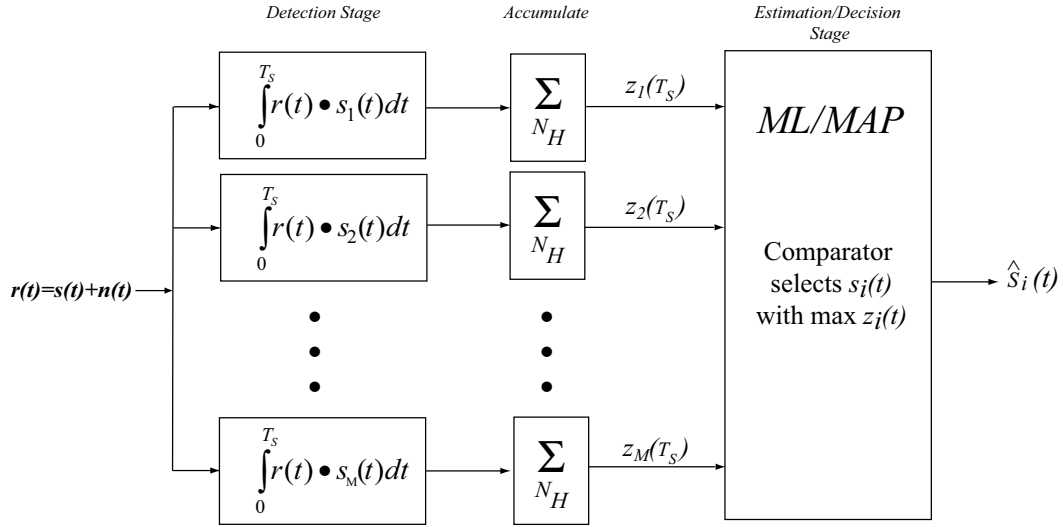 Detection Stage
Accumulate
Estimation/Decision
Stage
T_S
∫ r(t) • s_1(t)dt
0
Σ
N_H
z_1(T_S)
ML/MAP
T_S
∫ r(t) • s_2(t)dt
0
Σ
N_H
z_2(T_S)
Comparator
selects s_i(t)
with max z_i(t)
r(t)=s(t)+n(t)
ŝ_i(t)
T_S
∫ r(t) • s_M(t)dt
0
Σ
N_H
z_M(T_S)